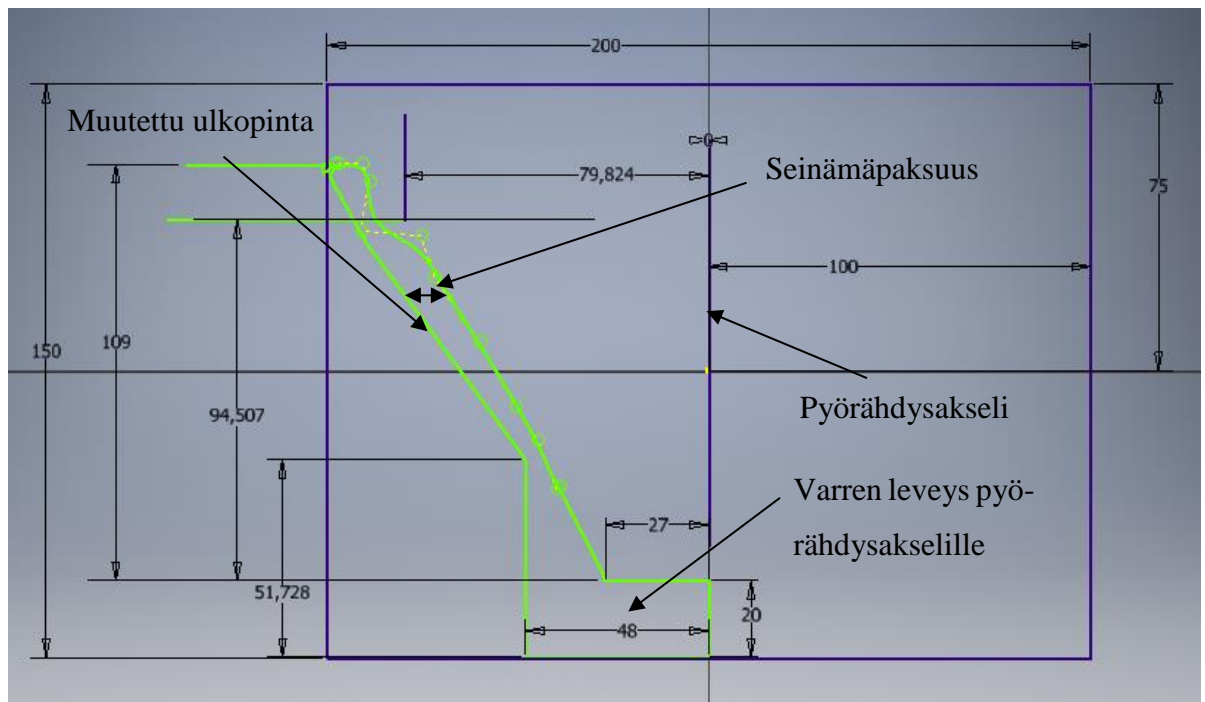 200
Muutettu ulkopinta
0
79,824
Seinämäpaksuus
75
100
109
150
94,507
Pyörähdysakseli
Varren leveys pyö-
rähdysakselille
27
51,728
20
48